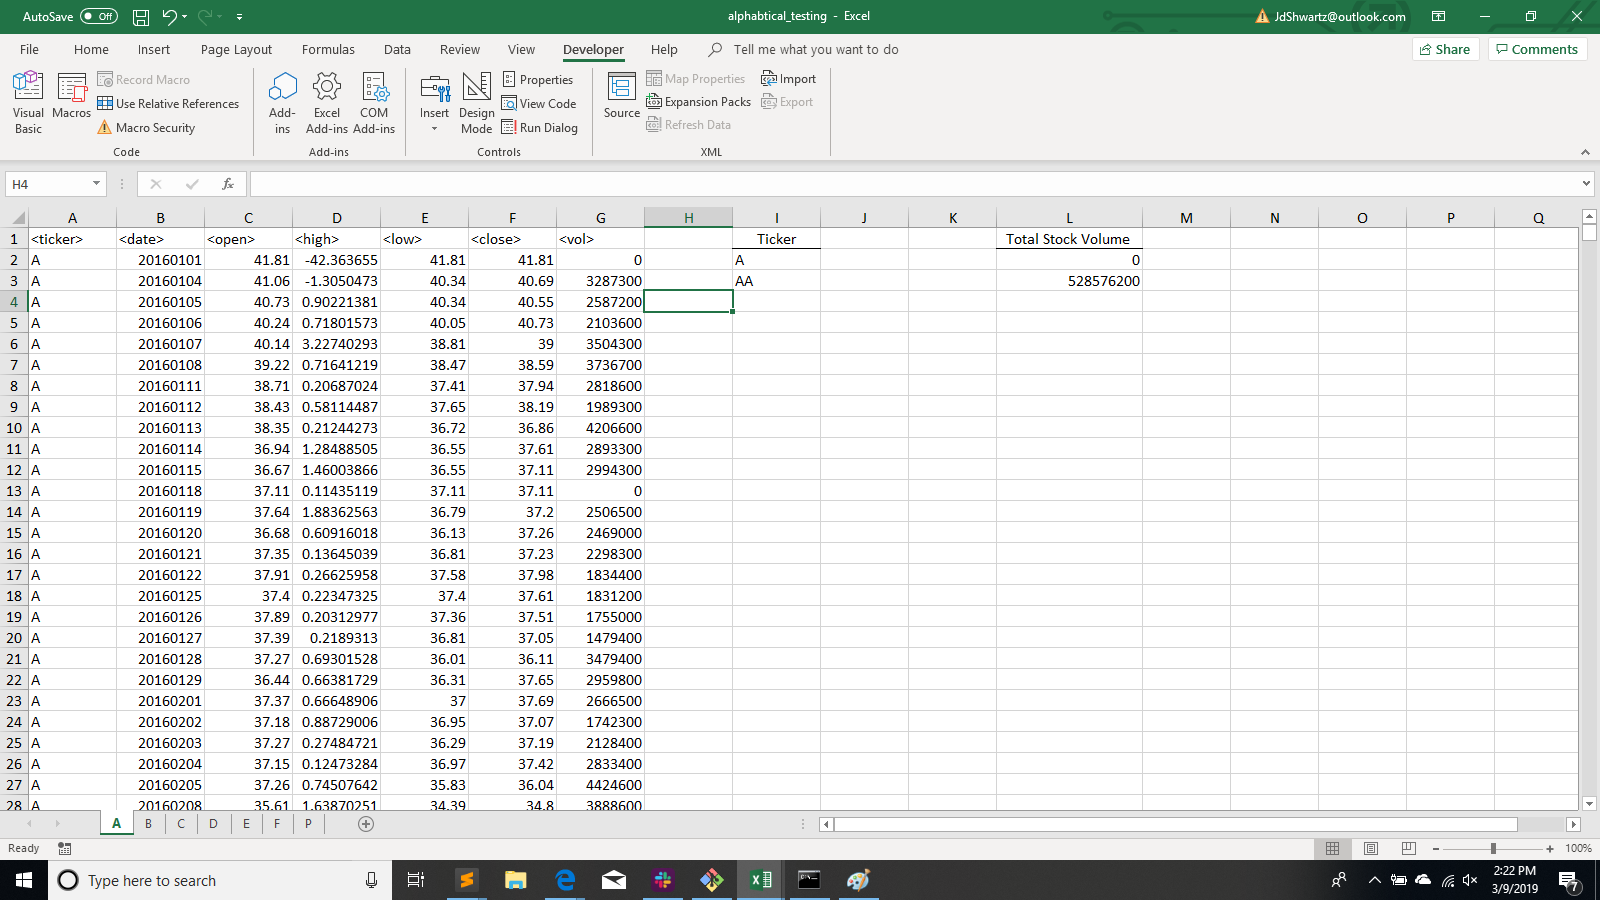 AutoSave Off alphabtical_testing - Excel JdShwartz@outlook.com
File Home Insert Page Layout Formulas Data Review View Developer Help Tell me what you want to do Share Comments
Visual Basic Macros Record Macro Use Relative References Macro Security Code
Add-ins Excel Add-ins COM Add-ins Add-ins
Insert Design Mode Properties View Code Run Dialog Controls
Source Map Properties Expansion Packs Refresh Data Import Export XML
H4 fx
A B C D E F G H I J K L M N O P Q
1 <ticker> <date> <open> <high> <low> <close> <vol> Ticker Total Stock Volume
2 A 20160101 41.81 -42.363655 41.81 41.81 0 A 0
3 A 20160104 41.06 -1.3050473 40.34 40.69 3287300 AA 528576200
4 A 20160105 40.73 0.90221381 40.34 40.55 2587200
5 A 20160106 40.24 0.71801573 40.05 40.73 2103600
6 A 20160107 40.14 3.22740293 38.81 39 3504300
7 A 20160108 39.22 0.71641219 38.47 38.59 3736700
8 A 20160111 38.71 0.20687024 37.41 37.94 2818600
9 A 20160112 38.43 0.58114487 37.65 38.19 1989300
10 A 20160113 38.35 0.21244273 36.72 36.86 4206600
11 A 20160114 36.94 1.28488505 36.55 37.61 2893300
12 A 20160115 36.67 1.46003866 36.55 37.11 2994300
13 A 20160118 37.11 0.11435119 37.11 37.11 0
14 A 20160119 37.64 1.88362563 36.79 37.2 2506500
15 A 20160120 36.68 0.60916018 36.13 37.26 2469000
16 A 20160121 37.35 0.13645039 36.81 37.23 2298300
17 A 20160122 37.91 0.26625958 37.58 37.98 1834400
18 A 20160125 37.4 0.22347325 37.4 37.61 1831200
19 A 20160126 37.89 0.20312977 37.36 37.51 1755000
20 A 20160127 37.39 0.2189313 36.81 37.05 1479400
21 A 20160128 37.27 0.69301528 36.01 36.11 3479400
22 A 20160129 36.44 0.66381729 36.31 37.65 2959800
23 A 20160201 37.37 0.66648906 37 37.69 2666500
24 A 20160202 37.18 0.88729006 36.95 37.07 1742300
25 A 20160203 37.27 0.27484721 36.29 37.19 2128400
26 A 20160204 37.15 0.12473284 36.97 37.42 2833400
27 A 20160205 37.26 0.74507642 35.83 36.04 4424600
28 A 20160208 35.61 1.63870251 34.39 34.8 3888600
A B C D E F P
Ready 100%
Type here to search 2:22 PM
3/9/2019 7